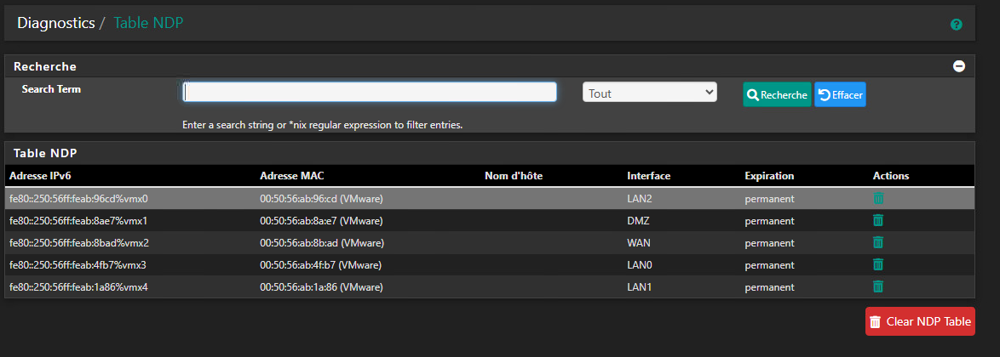 Diagnostics / Table NDP
Recherche
Search Term
Tout
Recherche
Effacer
Enter a search string or *nix regular expression to filter entries.
Table NDP
Adresse IPv6 Adresse MAC Nom d'hôte Interface Expiration Actions
fe80::250:56ff:feab:96cd%vmx0 00:50:56:ab:96:cd (VMware) LAN2 permanent
fe80::250:56ff:feab:8ae7%vmx1 00:50:56:ab:8a:e7 (VMware) DMZ permanent
fe80::250:56ff:feab:8bad%vmx2 00:50:56:ab:8b:ad (VMware) WAN permanent
fe80::250:56ff:feab:4fb7%vmx3 00:50:56:ab:4f:b7 (VMware) LAN0 permanent
fe80::250:56ff:feab:1a86%vmx4 00:50:56:ab:1a:86 (VMware) LAN1 permanent
Clear NDP Table